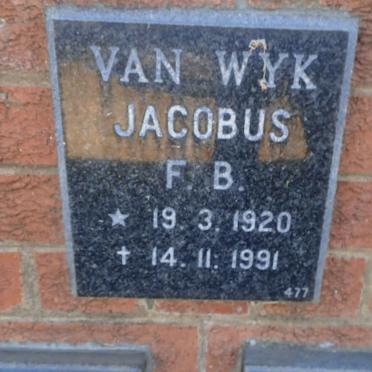 VAN WYK
JACOBUS
F. B.
★ 19. 3. 1920
✝ 14. 11. 1991
477